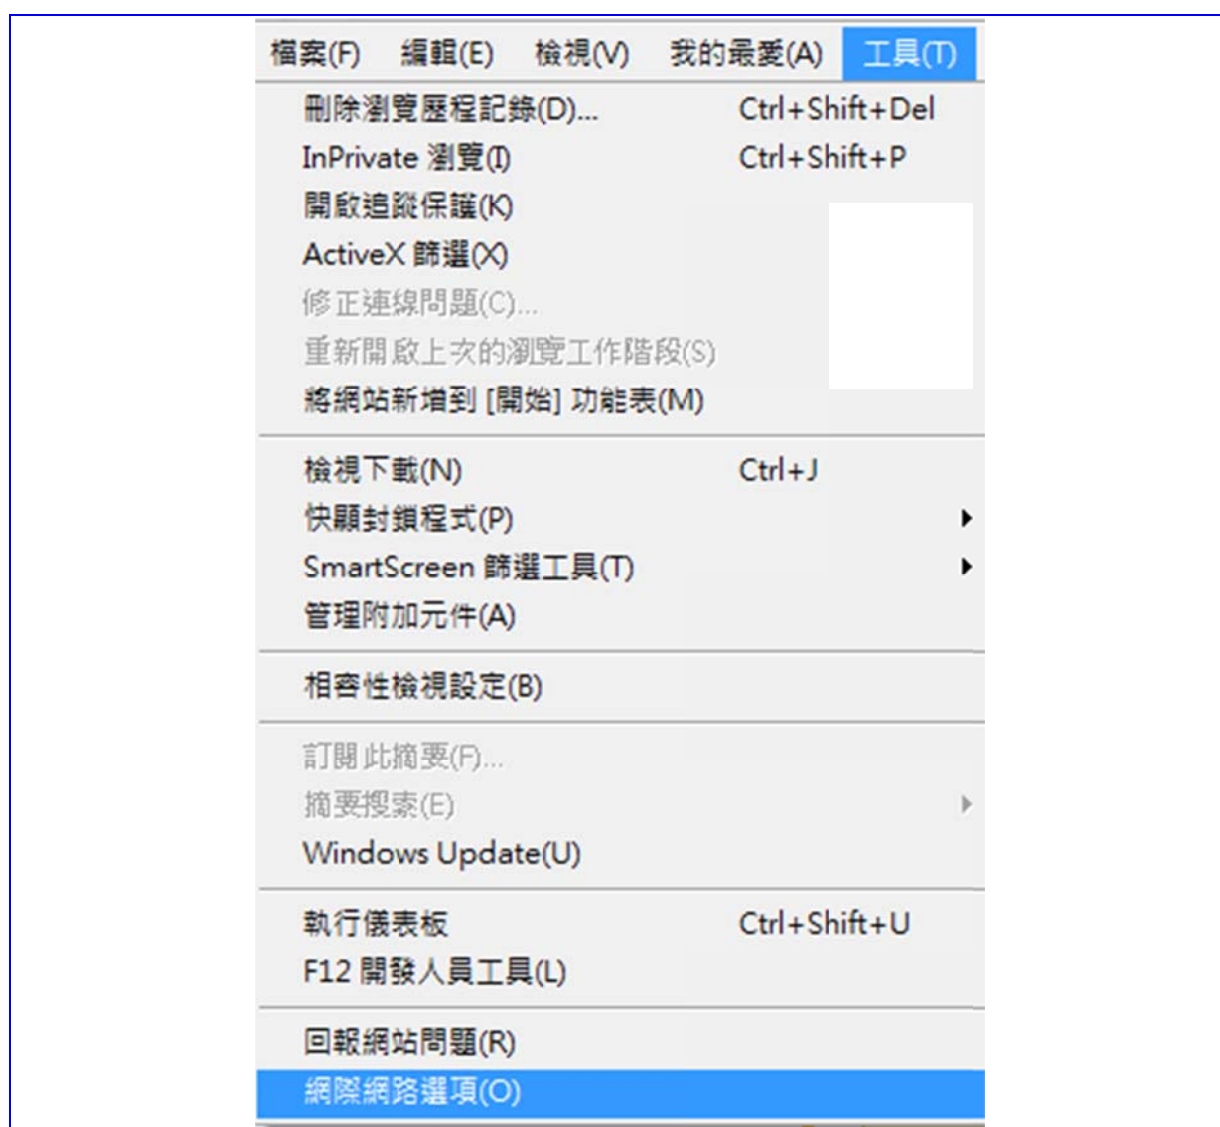 檔案(F) 編輯(E) 檢視(V) 我的最愛(A) 工具(T)
刪除瀏覽歷程記錄(D)... Ctrl+Shift+Del
InPrivate 瀏覽(I) Ctrl+Shift+P
開啟追蹤保護(K)
ActiveX 篩選(X)
修正連線問題(C)...
重新開啟上次的瀏覽工作階段(S)
將網站新增到 [開始] 功能表(M)
檢視下載(N) Ctrl+J
快顯封鎖程式(P)
SmartScreen 篩選工具(T)
管理附加元件(A)
相容性檢視設定(B)
訂閱此摘要(F)...
摘要搜索(E)
Windows Update(U)
執行儀表板 Ctrl+Shift+U
F12 開發人員工具(L)
回報網站問題(R)
網際網路選項(O)